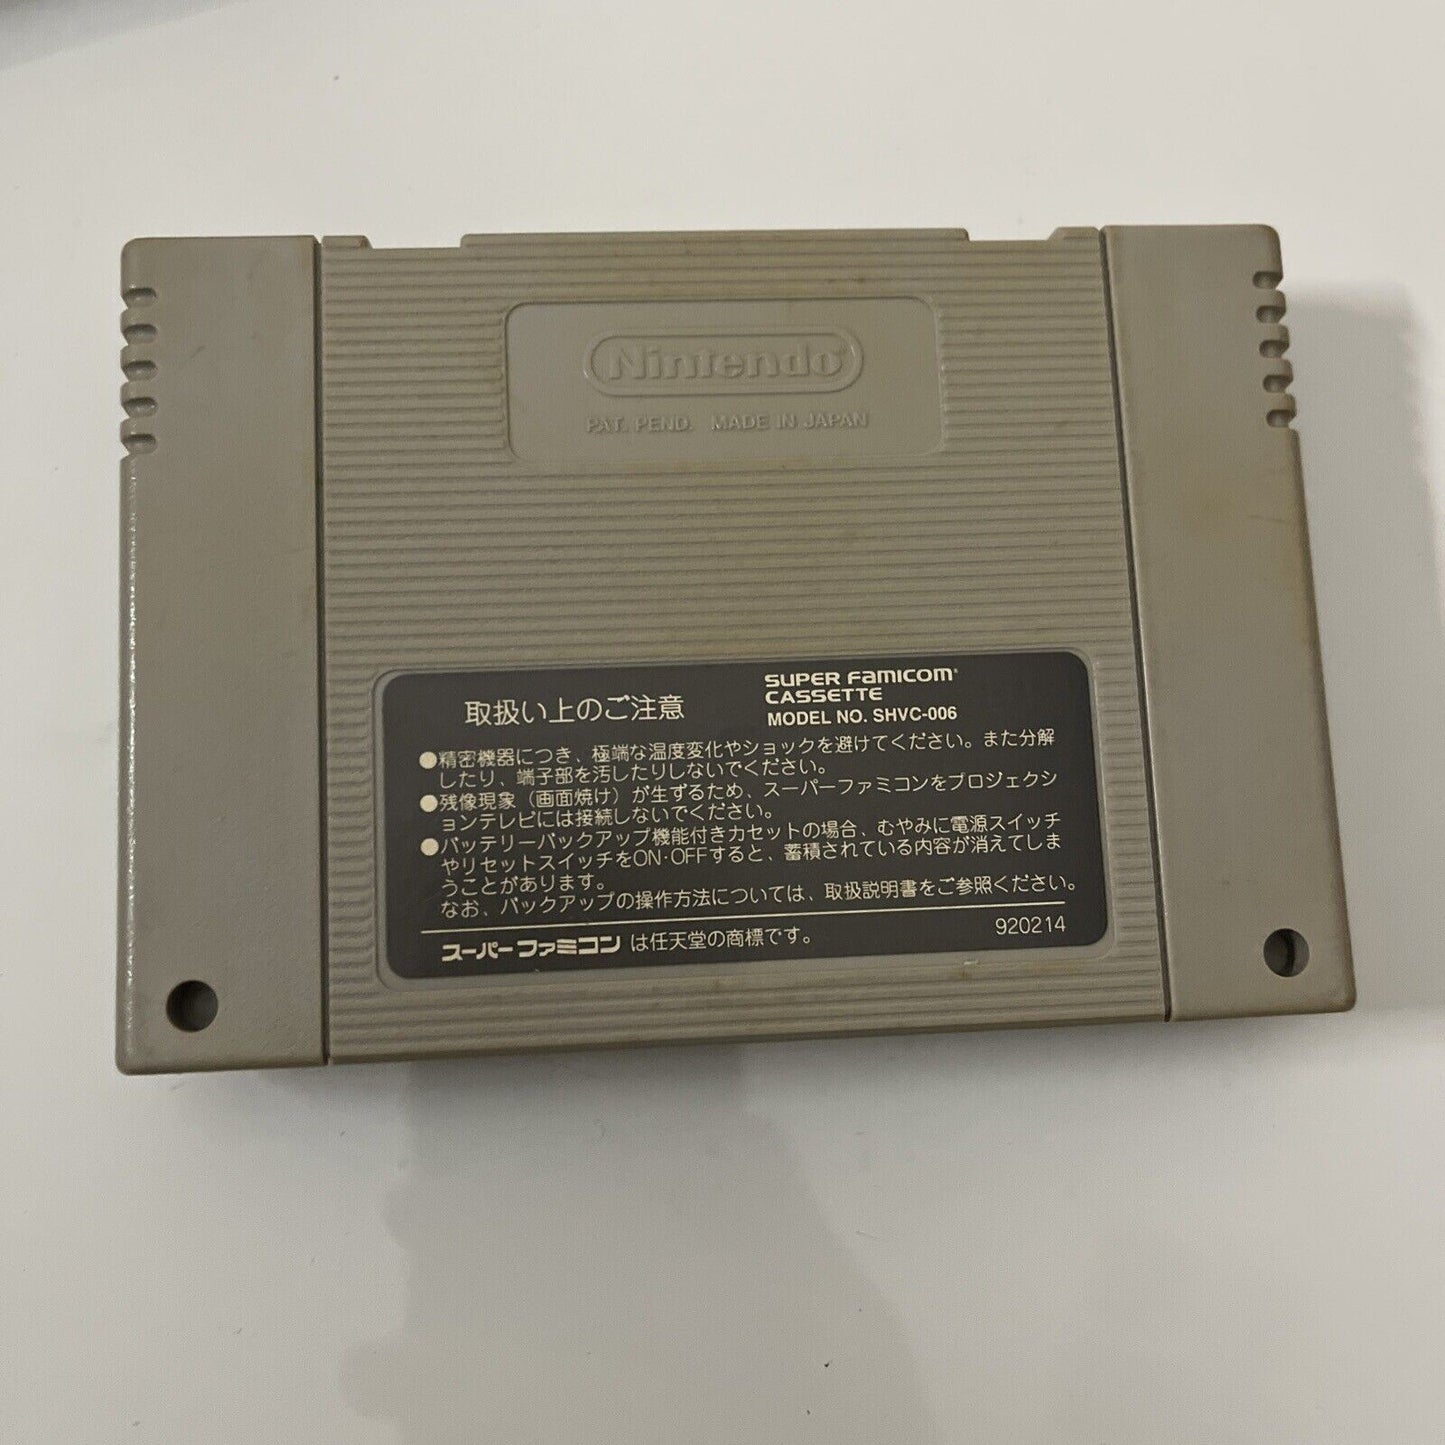 Nintendo
PAT. PEND. MADE IN JAPAN
取扱い上のご注意
SUPER FAMICOM
CASSETTE
MODEL NO. SHVC-006
●精密機器につき、極端な温度変化やショックを避けてください。また分解
したり、端子部を汚したりしないでください。
●残像現象（画面焼け）が生ずるため、スーパーファミコンをプロジェクシ
ョンテレビには接続しないでください。
●バッテリーバックアップ機能付きカセットの場合、むやみに電源スイッチ
やリセットスイッチをON・OFFすると、蓄積されている内容が消えてしま
うことがあります。
なお、バックアップの操作方法については、取扱説明書をご参照ください。
スーパーファミコンは任天堂の商標です。
920214